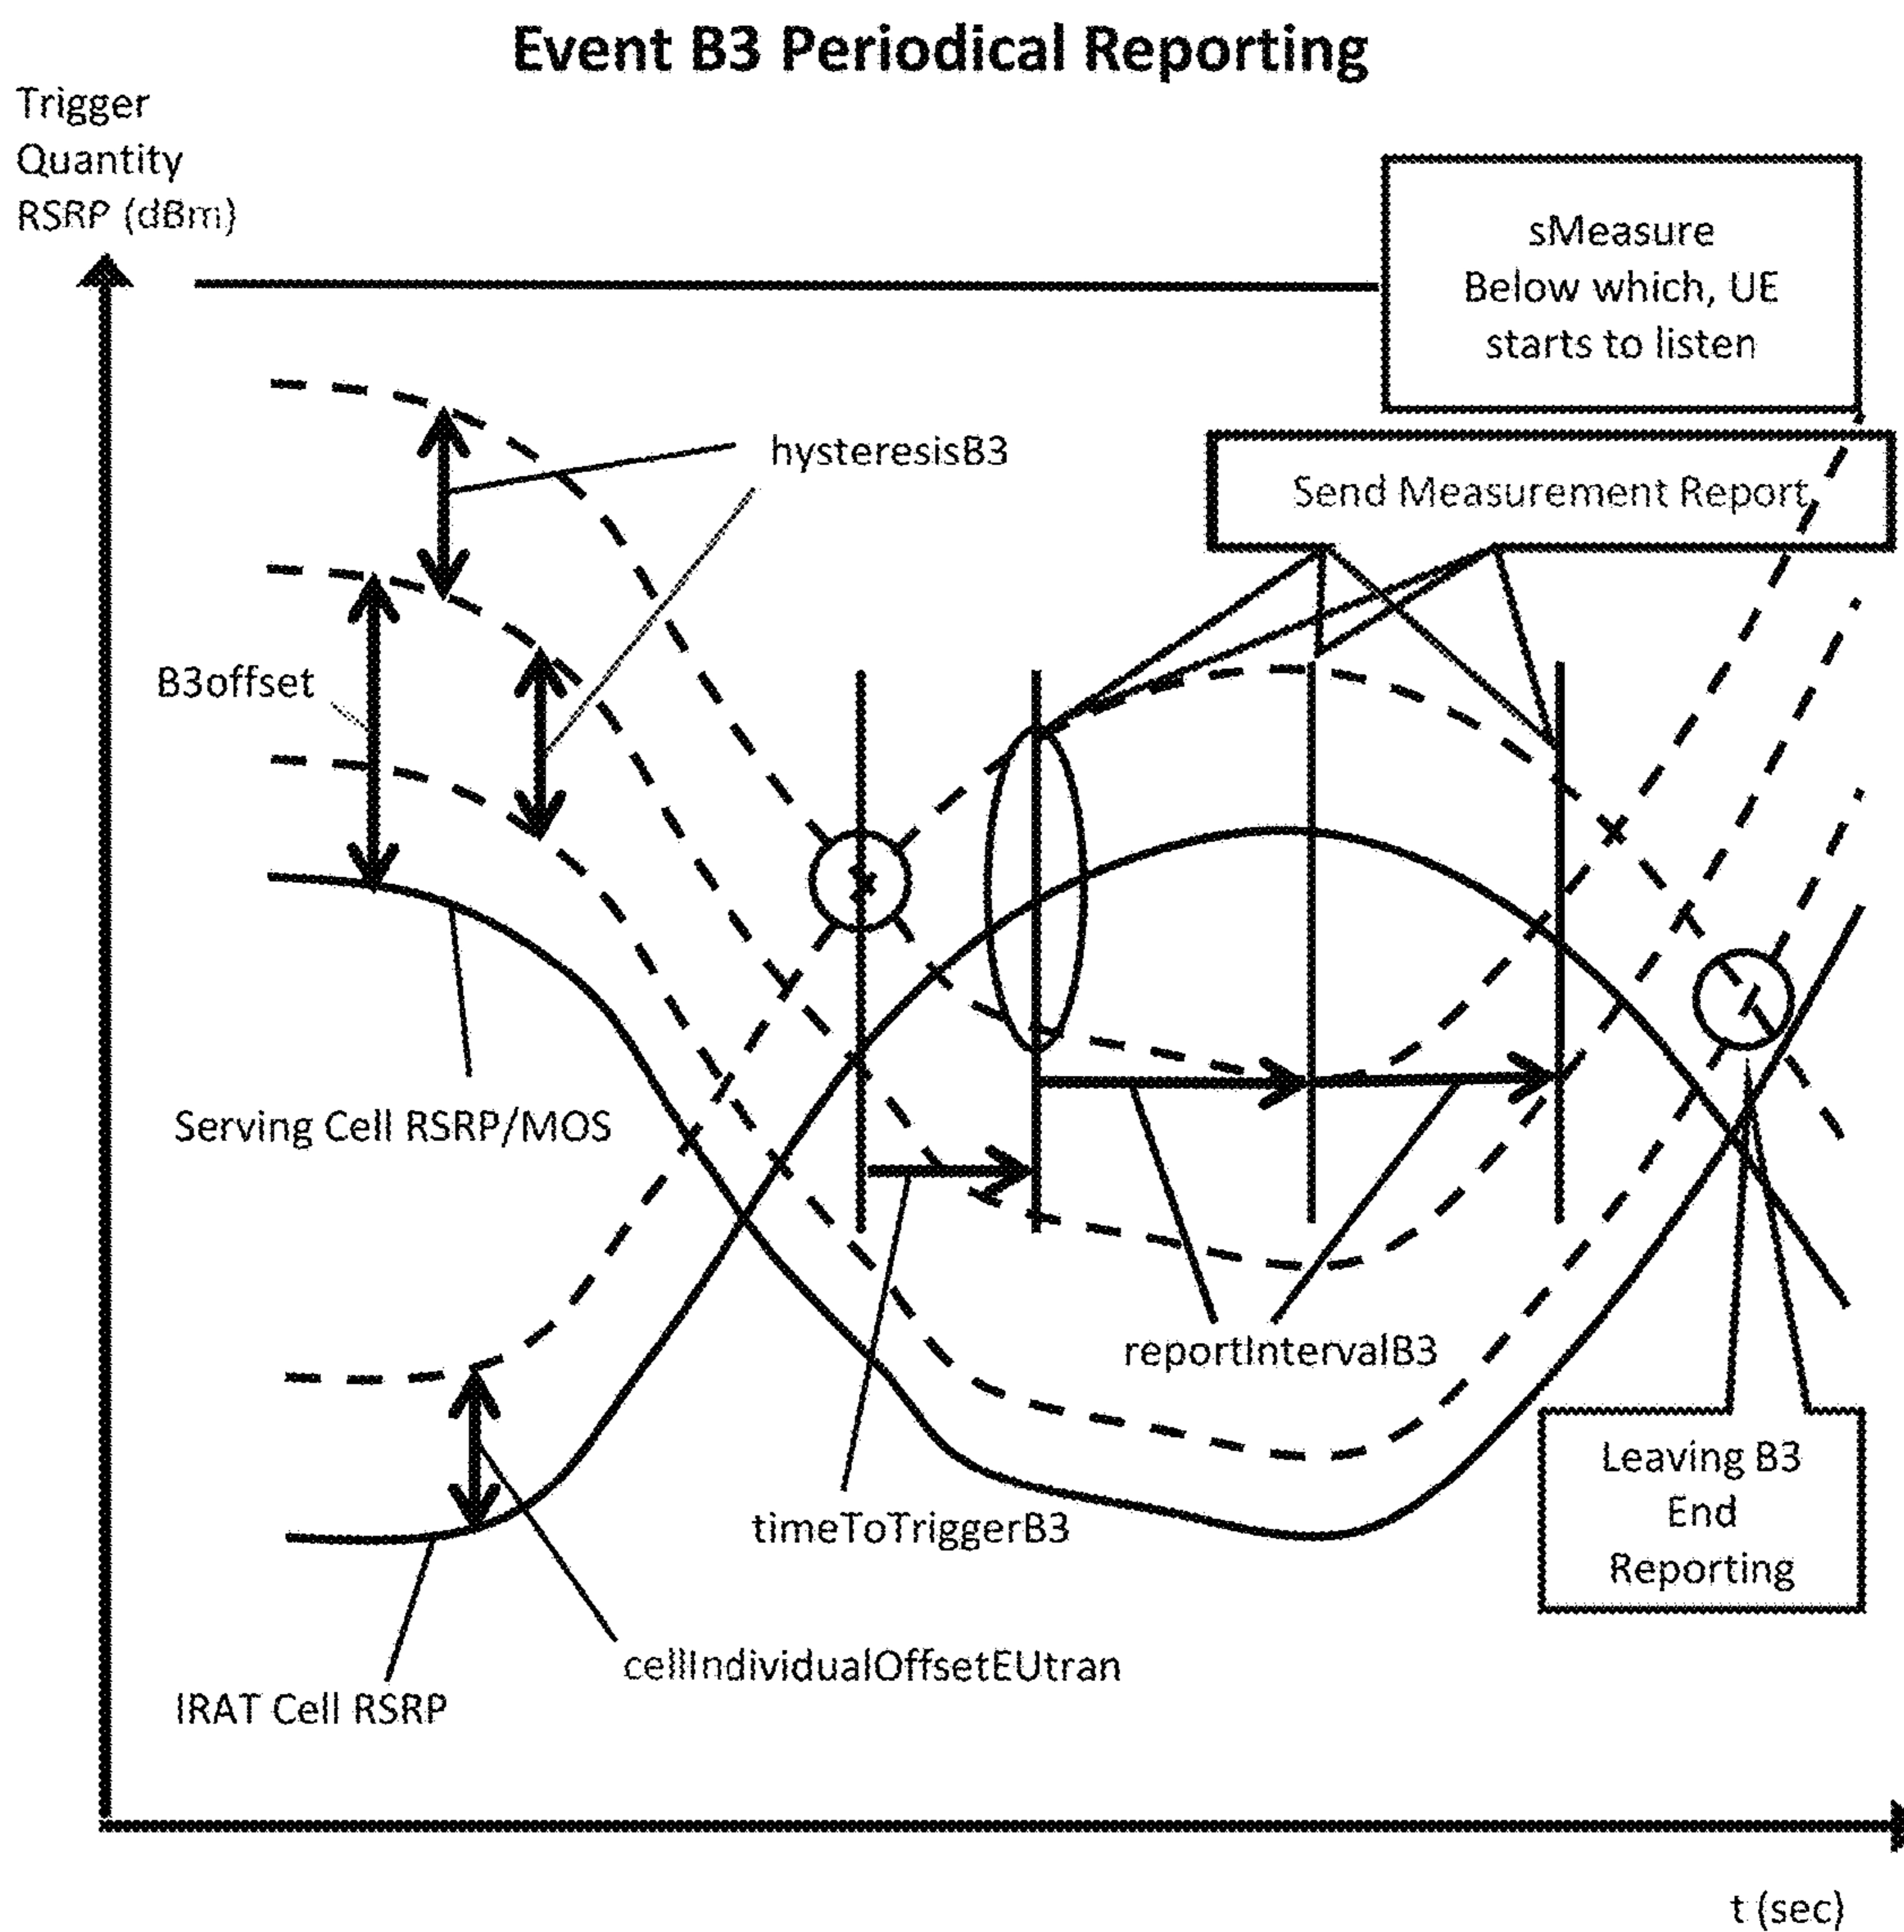 Event B3 Periodical Reporting
Trigger
Quantity
RSRP (dBm)
sMeasure
Below which, UE
starts to listen
hysteresisB3
Send Measurement Report
B3offset
Serving Cell RSRP/MOS
reportIntervalB3
Leaving B3
End
Reporting
timeToTriggerB3
cellIndividualOffsetEUtran
IRAT Cell RSRP
t (sec)